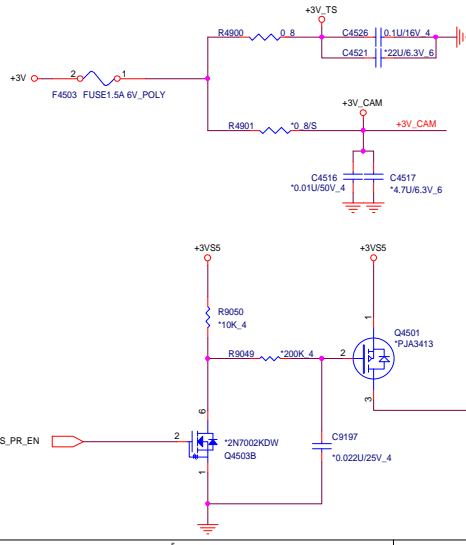 +3V_TS
R4900 0_8
C4526 0.1U/16V_4
C4521 *22U/6.3V_6
+3V 2 1
F4503 FUSE1.5A 6V_POLY
+3V_CAM
R4901 *0_8/S
+3V_CAM
C4516 C4517
*0.01U/50V_4 *4.7U/6.3V_6
+3VS5 +3VS5
R9050
*10K_4
1
Q4501
*PJA3413
R9049 *200K_4 2
3
6
S_PR_EN 2
*2N7002KDW
Q4503B
1
C9197
*0.022U/25V_4